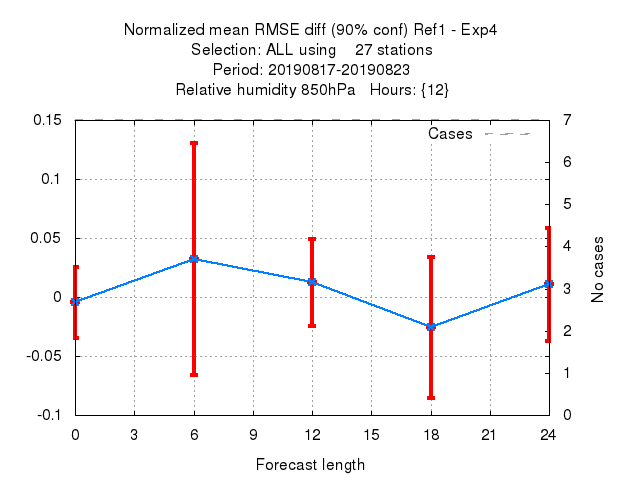 Normalized mean RMSE diff (90% conf) Ref1 - Exp4
Selection: ALL using    27 stations
Period: 20190817-20190823
Relative humidity 850hPa   Hours: {12}
Cases
0.15
0.1
0.05
0
-0.05
-0.1
7
6
5
4
3
2
1
0
No cases
0 3 6 9 12 15 18 21 24
Forecast length